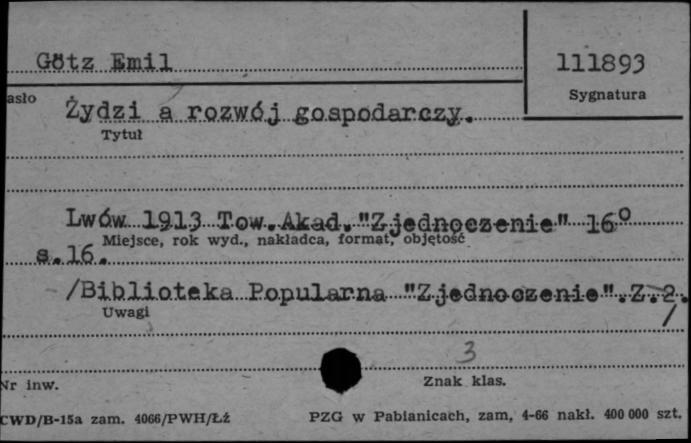 Götz Emil
111893
asło
Sygnatura
Żydzi a rozwój gospodarczy.
Tytuł
Lwów 1913 Tow. Akad. "Zjednoczenie" 16°
Miejsce, rok wyd., nakładca, format, objętość
s.16.
/Biblioteka Popularna "Zjednoczenie".Z.2.
Uwagi
/
3
Nr inw.
Znak klas.
CWD/B-15a zam. 4066/PWH/Łź
PZG w Pabianicach, zam, 4-66 nakł. 400 000 szt.